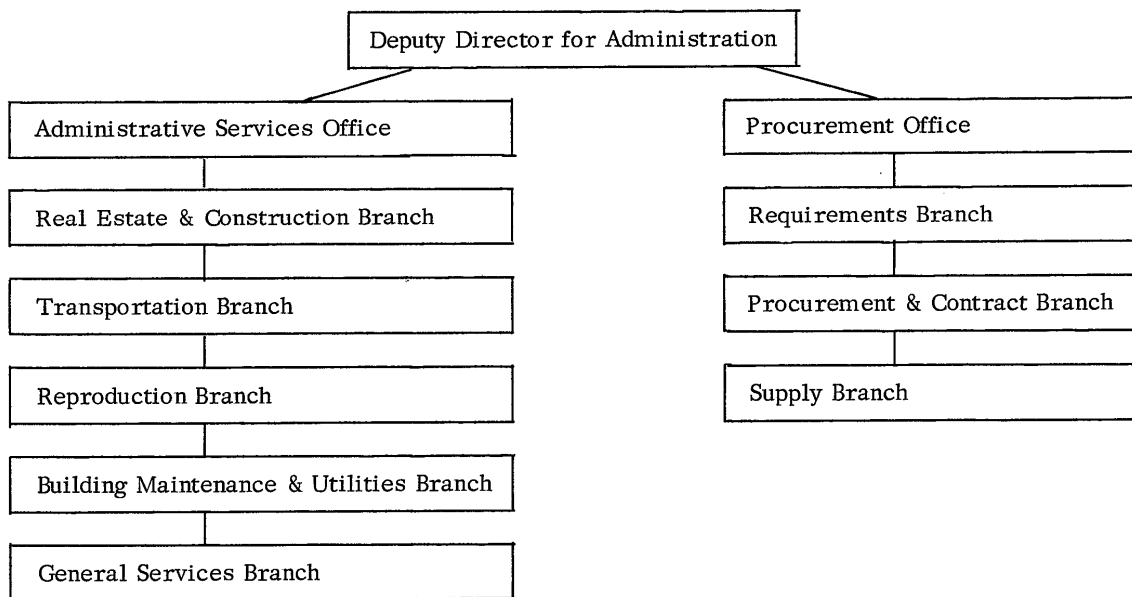 Deputy Director for Administration
Administrative Services Office
Real Estate & Construction Branch
Transportation Branch
Reproduction Branch
Building Maintenance & Utilities Branch
General Services Branch
Procurement Office
Requirements Branch
Procurement & Contract Branch
Supply Branch